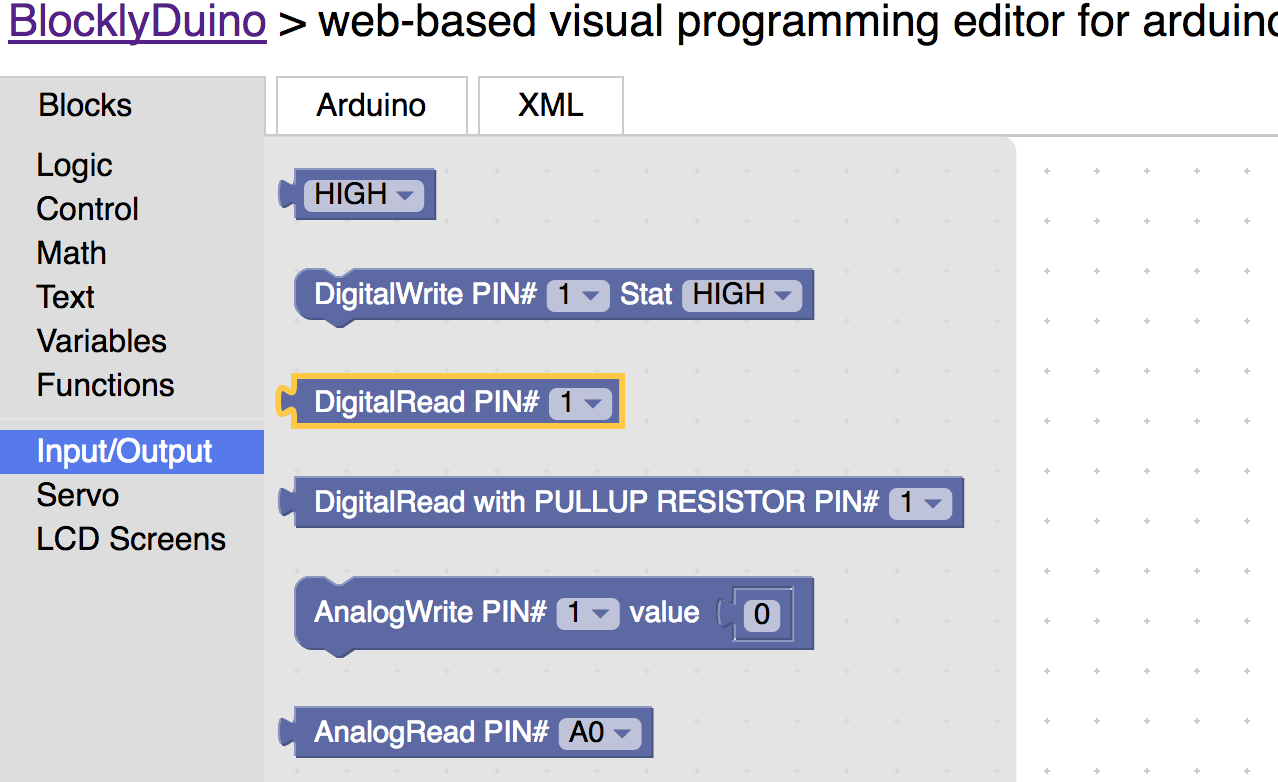 BlocklyDuino > web-based visual programming editor for arduino
Blocks
Arduino
XML
Logic
Control
Math
Text
Variables
Functions
Input/Output
Servo
LCD Screens
HIGH
DigitalWrite PIN# 1 Stat HIGH
DigitalRead PIN# 1
DigitalRead with PULLUP RESISTOR PIN# 1
AnalogWrite PIN# 1 value 0
AnalogRead PIN# A0